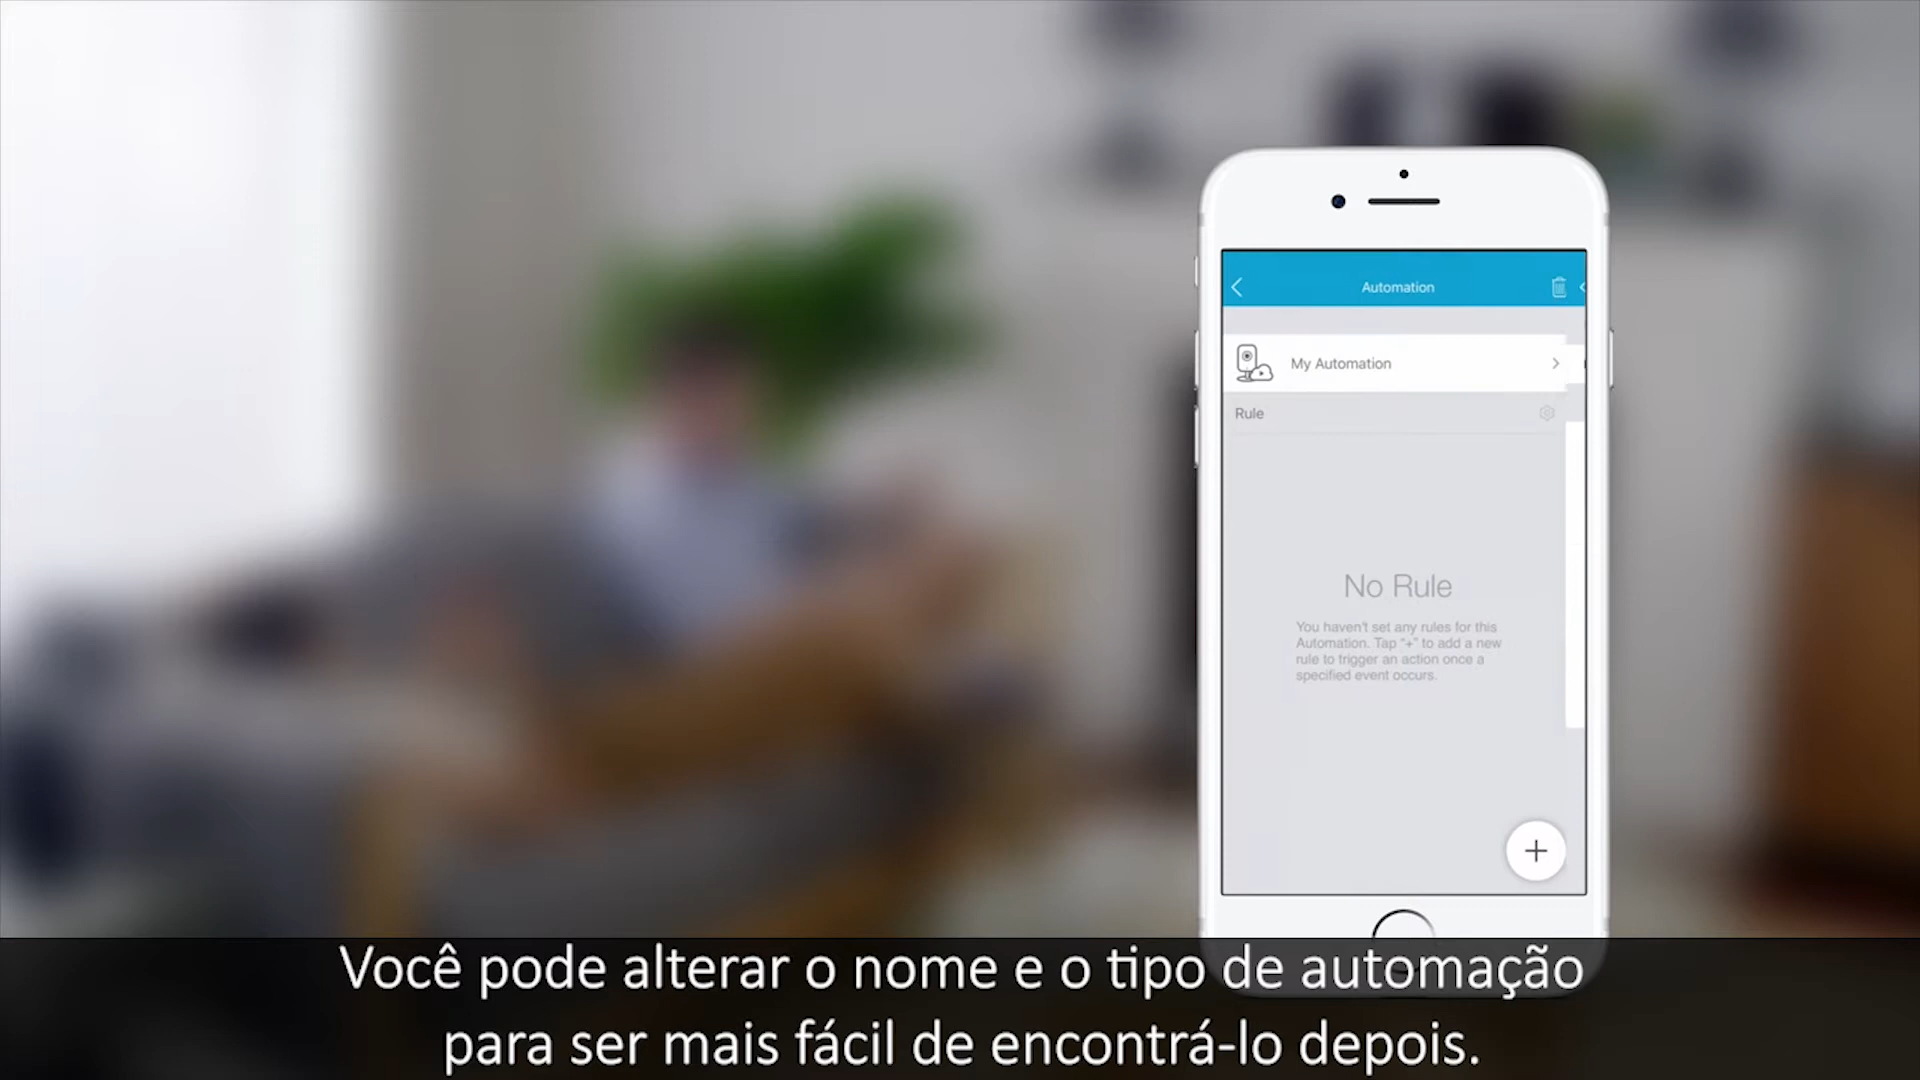 Automation
My Automation
Rule
No Rule
You haven't set any rules for this
Automation. Tap "+" to add a new
rule to trigger an action once a
specified event occurs.
Você pode alterar o nome e o tipo de automação
para ser mais fácil de encontrá-lo depois.